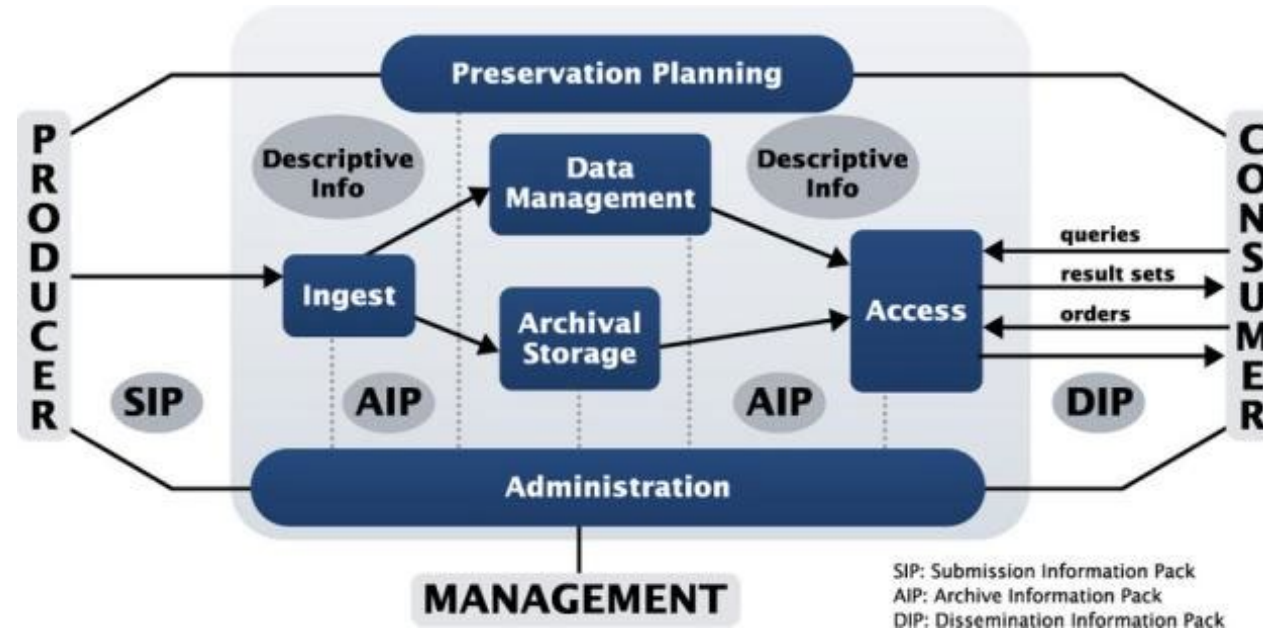 Preservation Planning
PRODUCER
Descriptive
Info
Data
Management
Descriptive
Info
CONSUMER
queries
result sets
orders
Ingest
Archival
Storage
Access
SIP
AIP
AIP
DIP
Administration
MANAGEMENT
SIP: Submission Information Pack
AIP: Archive Information Pack
DIP: Dissemination Information Pack